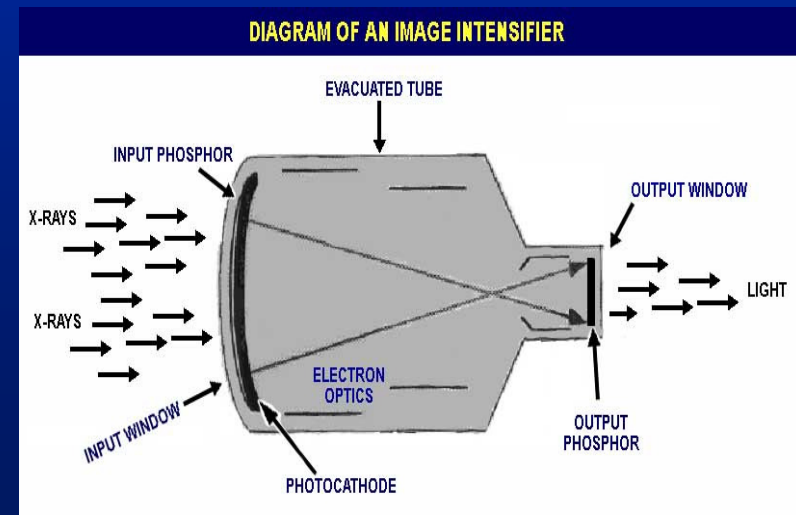 DIAGRAM OF AN IMAGE INTENSIFIER
EVACUATED TUBE
INPUT PHOSPHOR
OUTPUT WINDOW
X-RAYS
LIGHT
X-RAYS
ELECTRON
OPTICS
INPUT WINDOW
OUTPUT
PHOSPHOR
PHOTOCATHODE